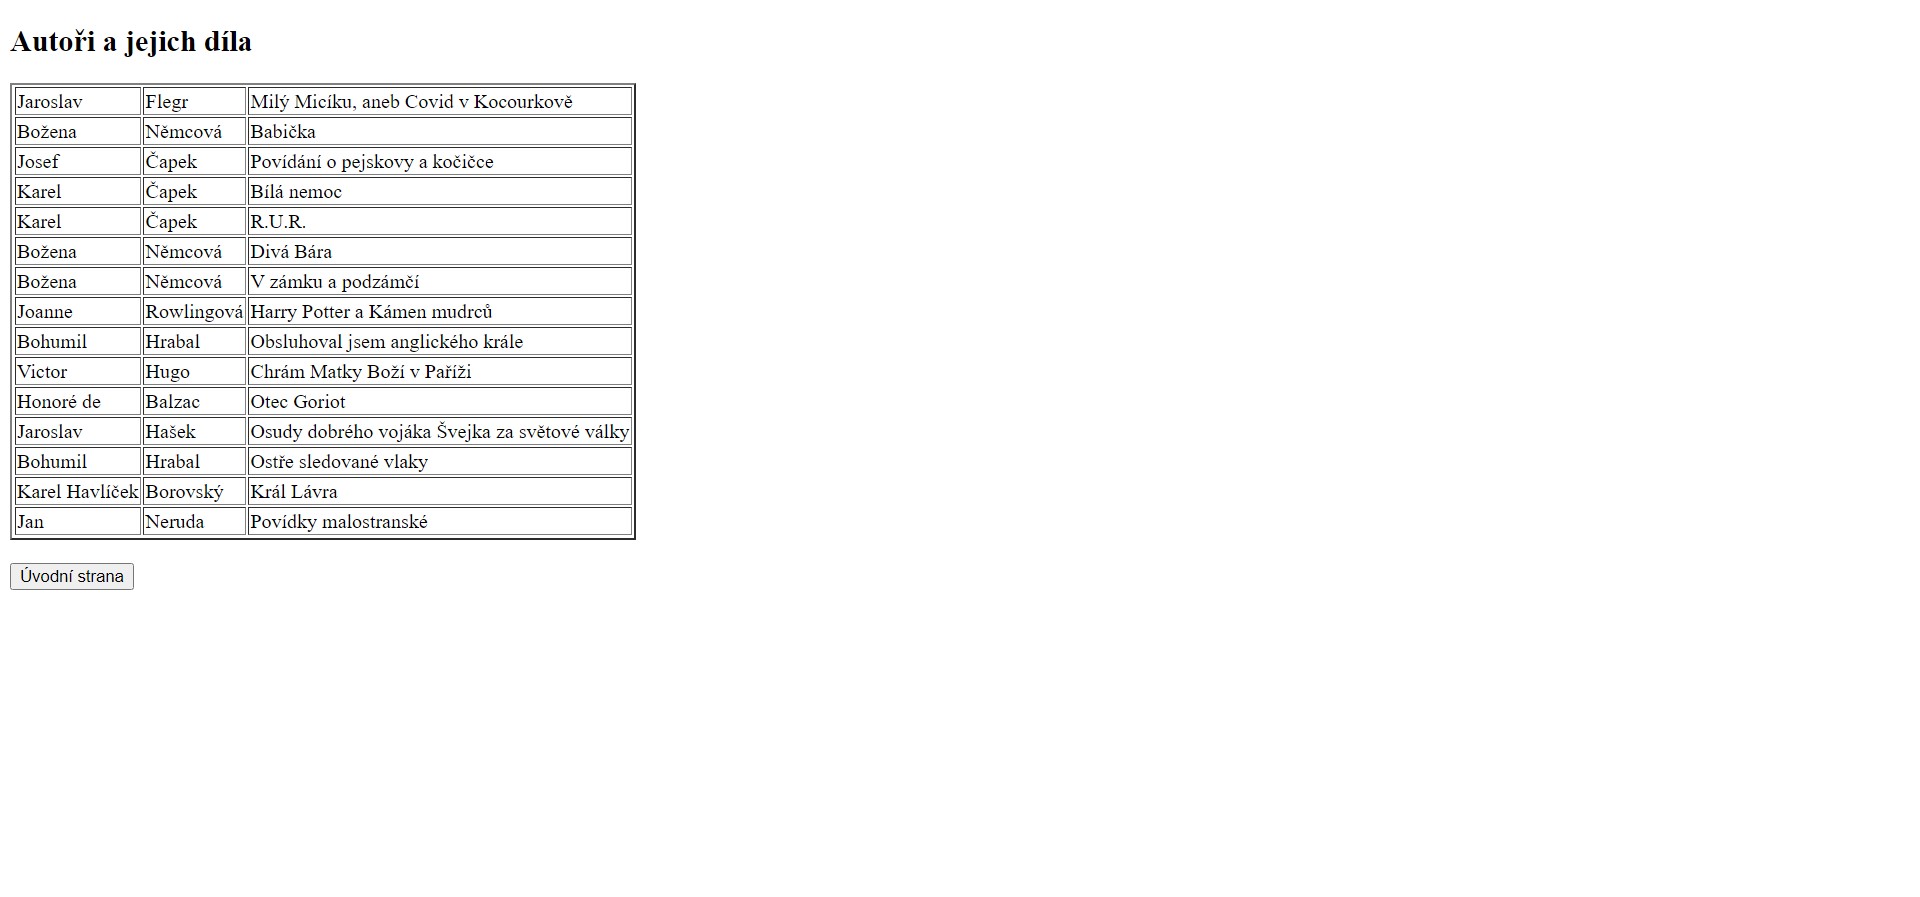 Autoři a jejich díla
Jaroslav Flegr Milý Micíku, aneb Covid v Kocourkově
Božena Němcová Babička
Josef Čapek Povídání o pejskovy a kočičce
Karel Čapek Bílá nemoc
Karel Čapek R.U.R.
Božena Němcová Divá Bára
Božena Němcová V zámku a podzámčí
Joanne Rowlingová Harry Potter a Kámen mudrců
Bohumil Hrabal Obsluhoval jsem anglického krále
Victor Hugo Chrám Matky Boží v Paříži
Honoré de Balzac Otec Goriot
Jaroslav Hašek Osudy dobrého vojáka Švejka za světové války
Bohumil Hrabal Ostře sledované vlaky
Karel Havlíček Borovský Král Lávra
Jan Neruda Povídky malostranské
Úvodní strana